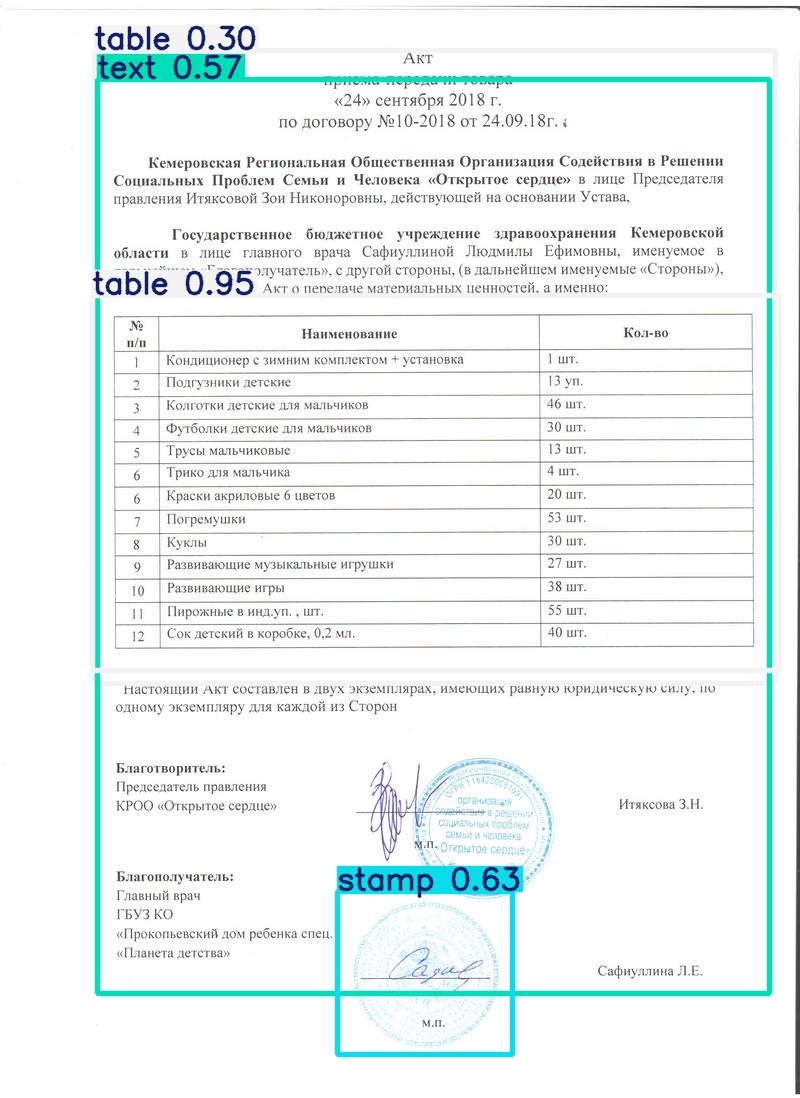 table 0.30
Акт
text 0.57
приема-передачи товара
«24» сентября 2018 г.
по договору №10-2018 от 24.09.18г.
Кемеровская Региональная Общественная Организация Содействия в Решении
Социальных Проблем Семьи и Человека «Открытое сердце» в лице Председателя
правления Итяксовой Зои Никоноровны, действующей на основании Устава,
Государственное бюджетное учреждение здравоохранения Кемеровской
области в лице главного врача Сафиуллиной Людмилы Ефимовны, именуемое в
«Благополучатель», с другой стороны, (в дальнейшем именуемые «Стороны»),
table 0.95
Акт о передаче материальных ценностей, а именно:
№ п/п Наименование Кол-во
1 Кондиционер с зимним комплектом + установка 1 шт.
2 Подгузники детские 13 уп.
3 Колготки детские для мальчиков 46 шт.
4 Футболки детские для мальчиков 30 шт.
5 Трусы мальчиковые 13 шт.
6 Трико для мальчика 4 шт.
6 Краски акриловые 6 цветов 20 шт.
7 Погремушки 53 шт.
8 Куклы 30 шт.
9 Развивающие музыкальные игрушки 27 шт.
10 Развивающие игры 38 шт.
11 Пирожные в инд.уп. , шт. 55 шт.
12 Сок детский в коробке, 0,2 мл. 40 шт.
Настоящий Акт составлен в двух экземплярах, имеющих равную юридическую силу, по
одному экземпляру для каждой из Сторон
Благотворитель:
Председатель правления
КРОО «Открытое сердце»
Итяксова З.Н.
организация
содействия в решении
социальных проблем
семьи и человека
«Открытое сердце»
м.п.
stamp 0.63
Благополучатель:
Главный врач
ГБУЗ КО
«Прокопьевский дом ребенка спец.
«Планета детства»
Сафиуллина Л.Е.
м.п.